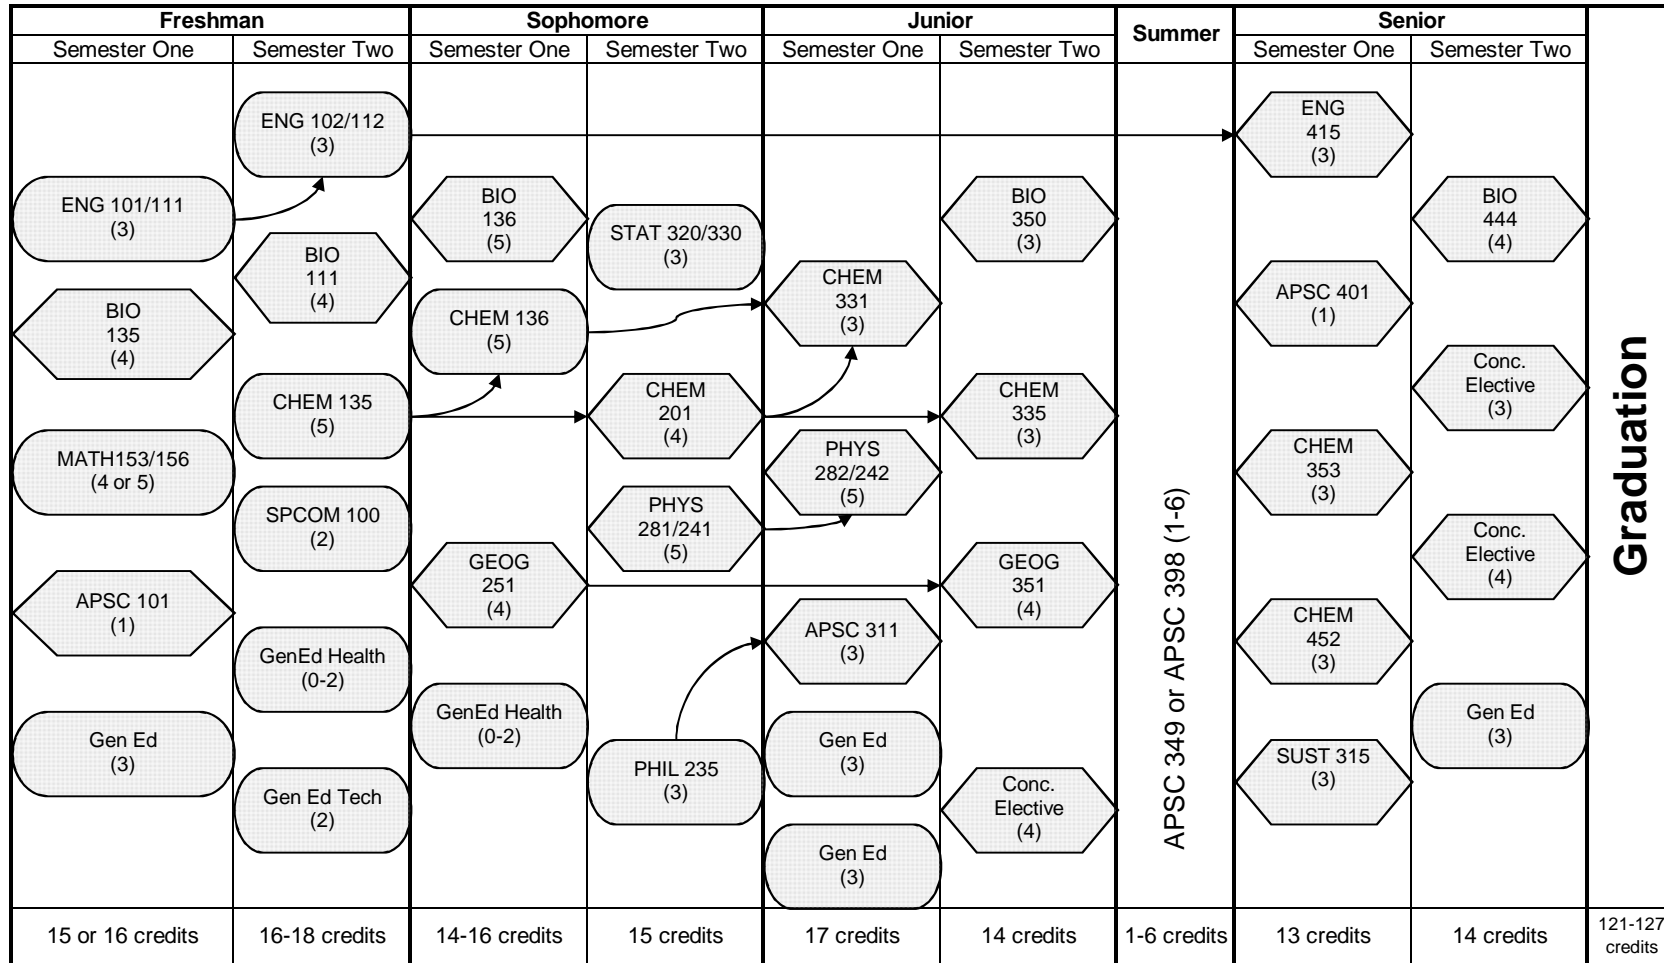 Freshman
Sophomore
Junior
Summer
Senior
Semester One
Semester Two
Semester One
Semester Two
Semester One
Semester Two
Semester One
Semester Two
ENG 101/111
(3)
BIO
135
(4)
MATH153/156
(4 or 5)
APSC 101
(1)
Gen Ed
(3)
ENG 102/112
(3)
BIO
111
(4)
CHEM 135
(5)
SPCOM 100
(2)
GenEd Health
(0-2)
Gen Ed Tech
(2)
BIO
136
(5)
CHEM 136
(5)
GEOG
251
(4)
GenEd Health
(0-2)
STAT 320/330
(3)
CHEM
201
(4)
PHYS
281/241
(5)
PHIL 235
(3)
CHEM
331
(3)
PHYS
282/242
(5)
APSC 311
(3)
Gen Ed
(3)
Gen Ed
(3)
BIO
350
(3)
CHEM
335
(3)
GEOG
351
(4)
Conc.
Elective
(4)
APSC 349 or APSC 398 (1-6)
ENG
415
(3)
APSC 401
(1)
CHEM
353
(3)
CHEM
452
(3)
SUST 315
(3)
BIO
444
(4)
Conc.
Elective
(3)
Conc.
Elective
(4)
Gen Ed
(3)
Graduation
15 or 16 credits
16-18 credits
14-16 credits
15 credits
17 credits
14 credits
1-6 credits
13 credits
14 credits
121-127
credits